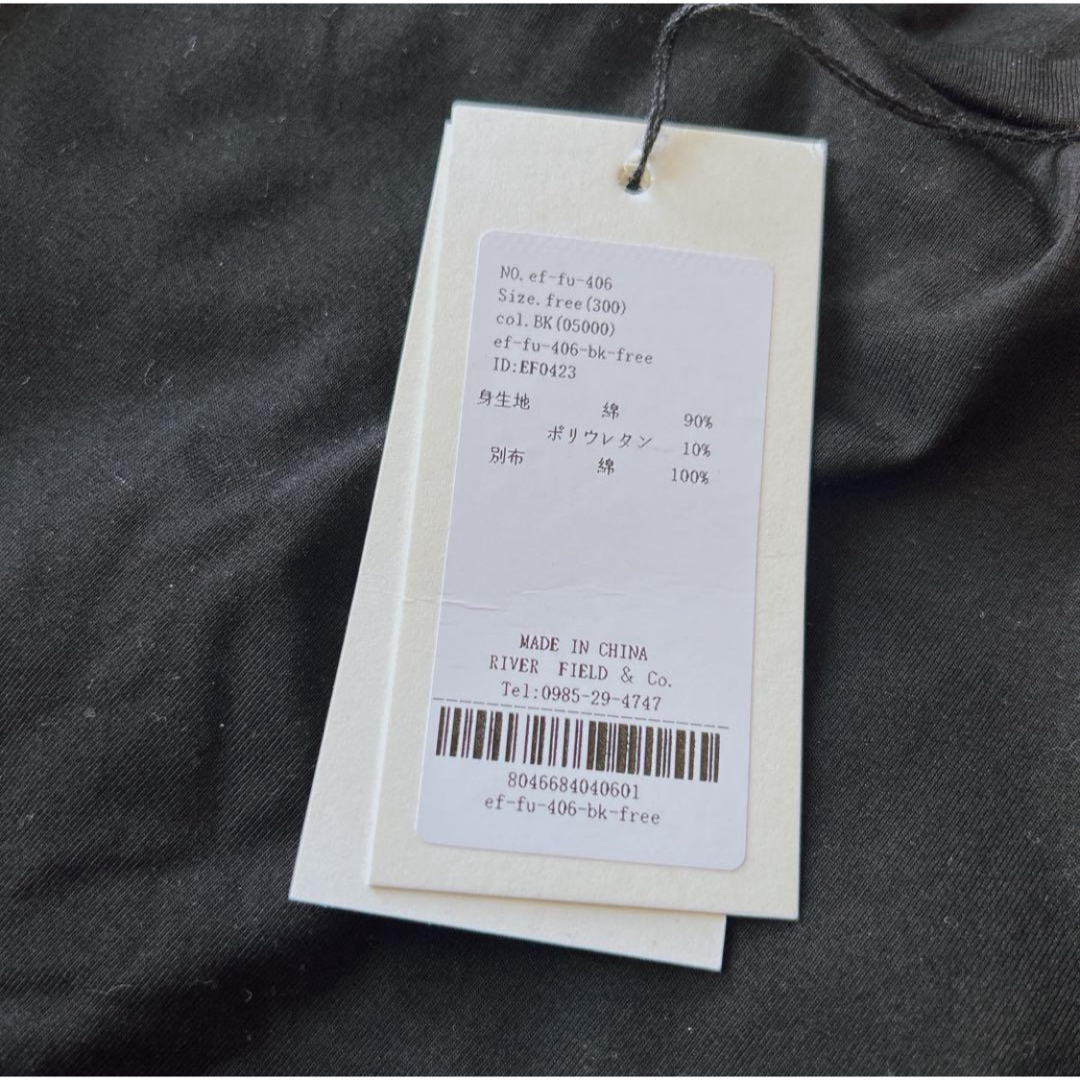 NO.ef-fu-406
Size.free(300)
col.BK(05000)
ef-fu-406-bk-free
ID:EF0423
身生地 綿 90%
ポリウレタン 10%
別布 綿 100%
MADE IN CHINA
RIVER FIELD & Co.
Tel:0985-29-4747
8046684040601
ef-fu-406-bk-free